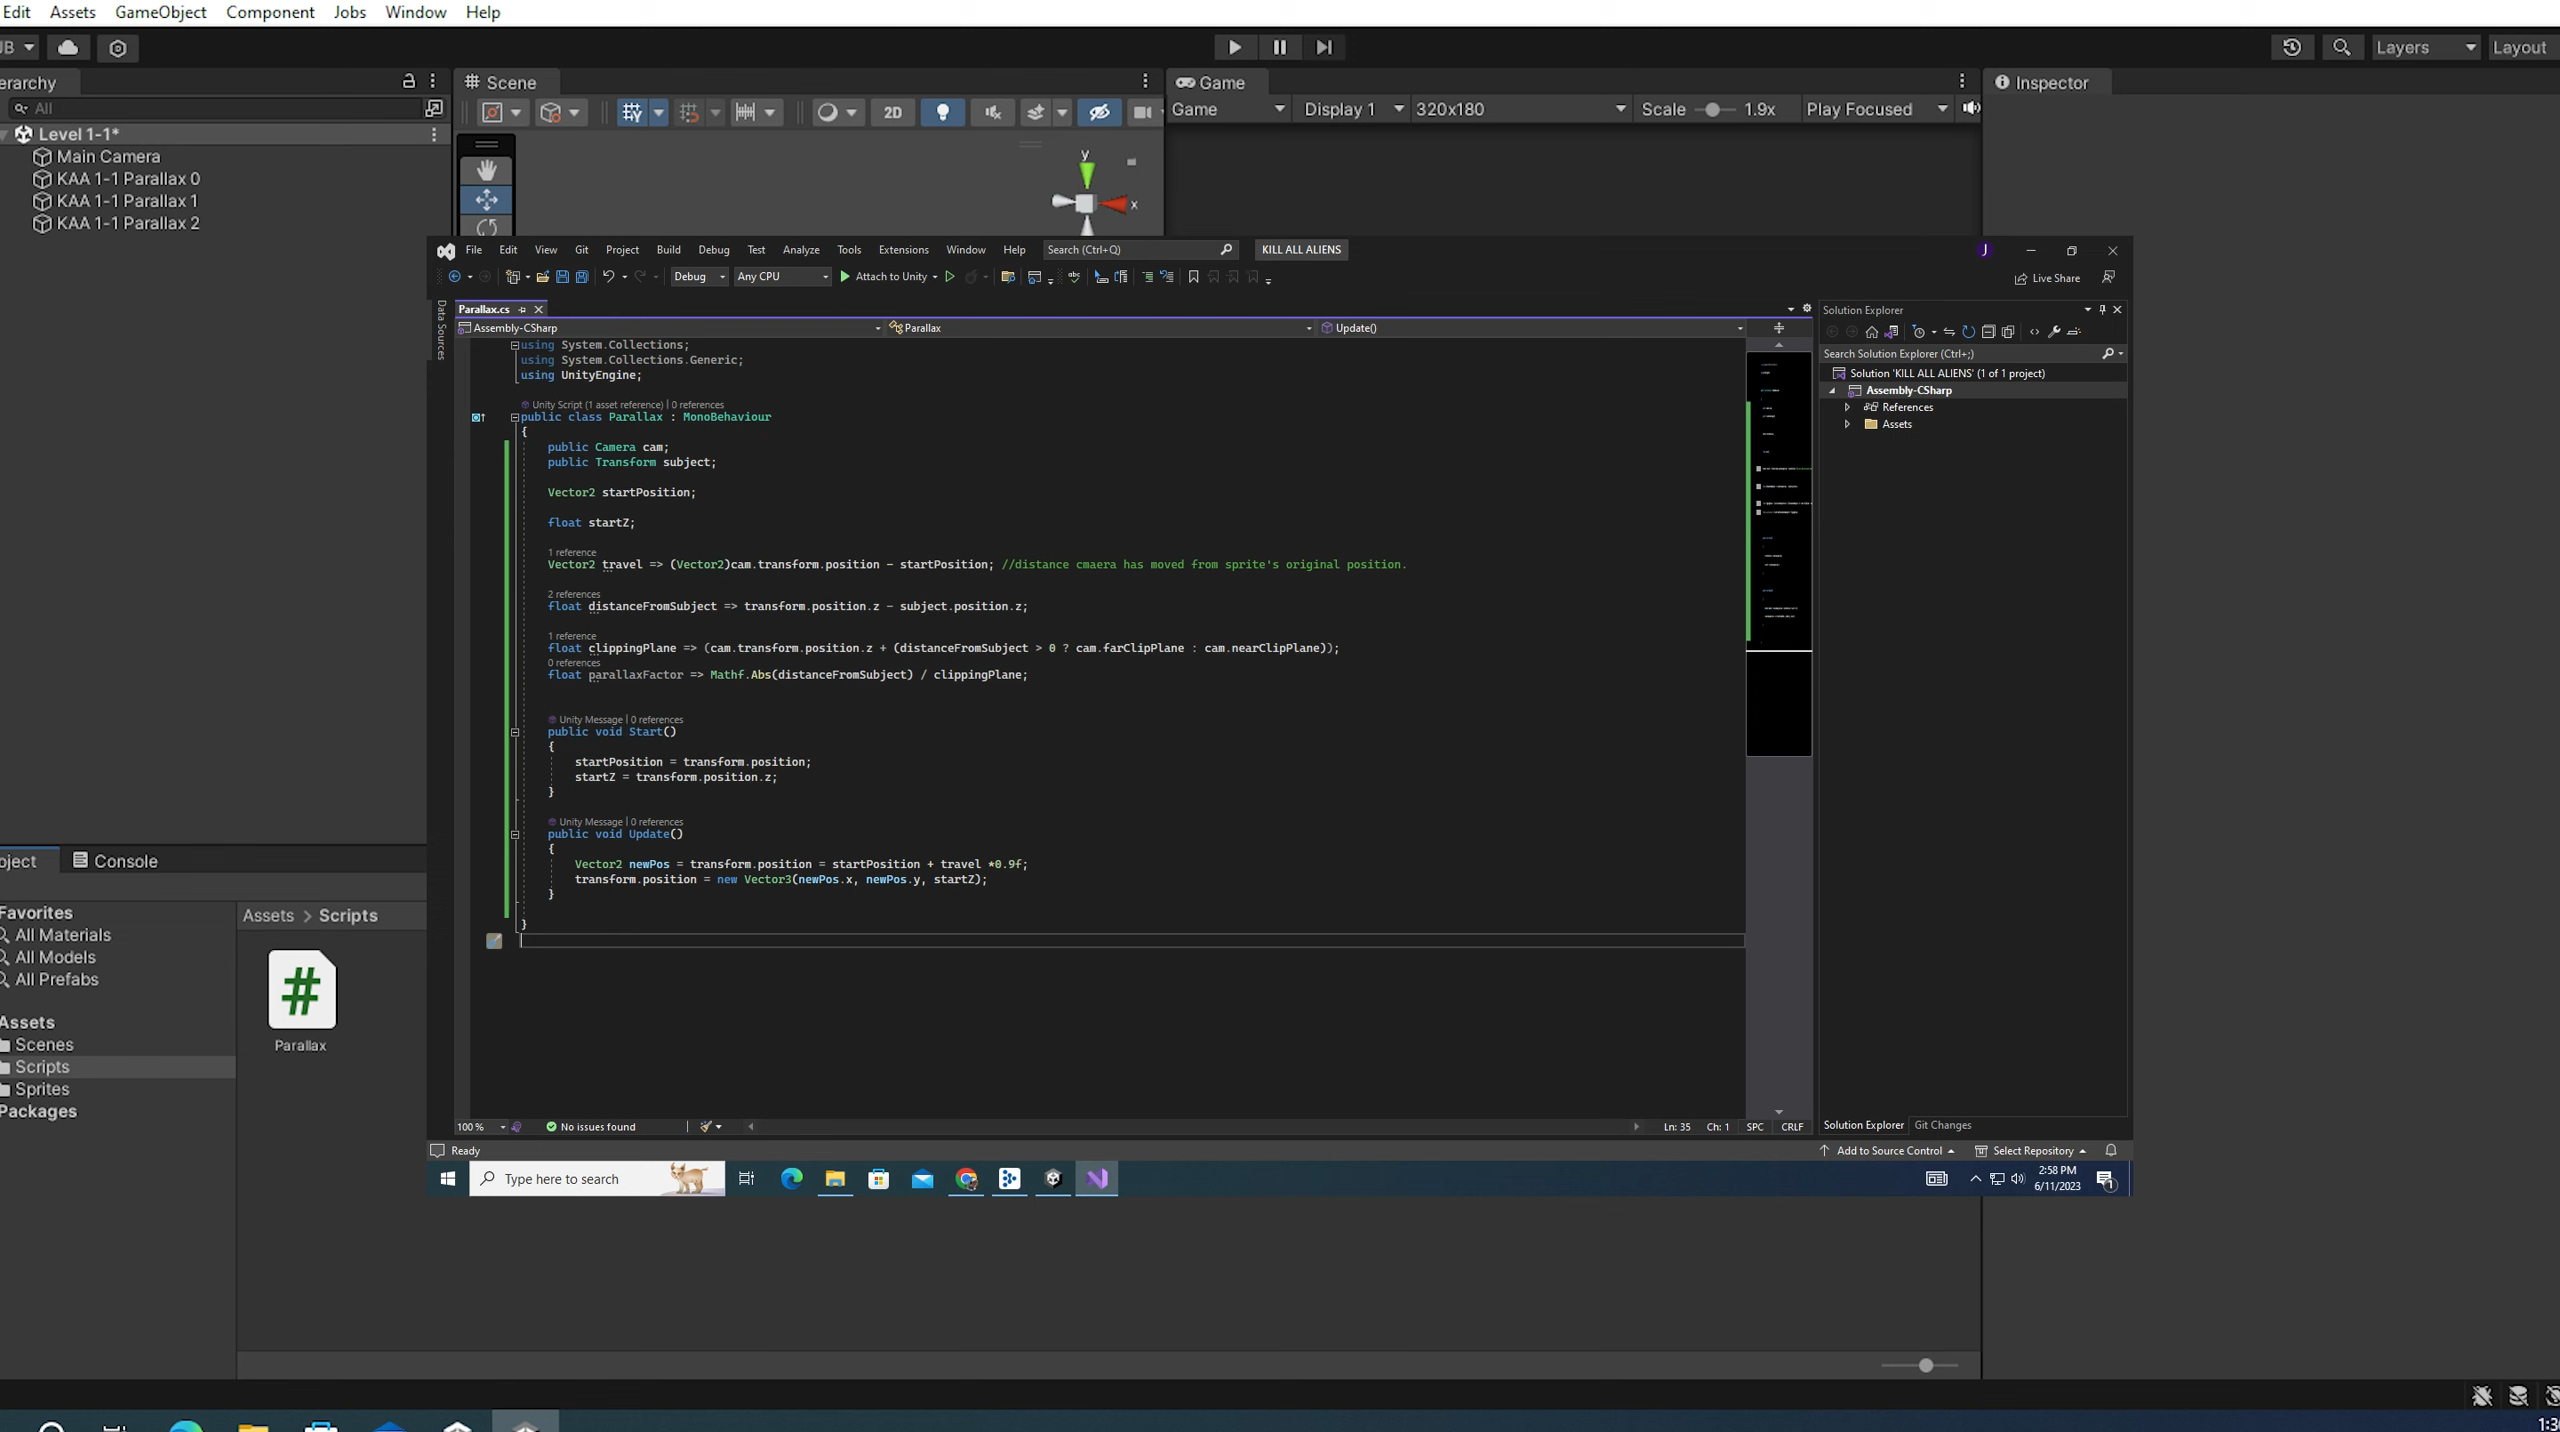 Edit Assets GameObject Component Jobs Window Help
JB Layers Layout
erarchy Scene Game Inspector
All 2D Game Display 1 320x180 Scale 1.9x Play Focused
Level 1-1*
Main Camera
KAA 1-1 Parallax 0
KAA 1-1 Parallax 1
KAA 1-1 Parallax 2
y
x
File Edit View Git Project Build Debug Test Analyze Tools Extensions Window Help Search (Ctrl+Q) KILL ALL ALIENS J
Debug Any CPU Attach to Unity Live Share
Data Sources
Parallax.cs
Assembly-CSharp Parallax Update()
using System.Collections;
using System.Collections.Generic;
using UnityEngine;
Unity Script (1 asset reference) | 0 references
public class Parallax : MonoBehaviour
{
public Camera cam;
public Transform subject;
Vector2 startPosition;
float startZ;
1 reference
Vector2 travel => (Vector2)cam.transform.position - startPosition; //distance cmaera has moved from sprite's original position.
2 references
float distanceFromSubject => transform.position.z - subject.position.z;
1 reference
float clippingPlane => (cam.transform.position.z + (distanceFromSubject > 0 ? cam.farClipPlane : cam.nearClipPlane));
0 references
float parallaxFactor => Mathf.Abs(distanceFromSubject) / clippingPlane;
Unity Message | 0 references
public void Start()
{
startPosition = transform.position;
startZ = transform.position.z;
}
Unity Message | 0 references
public void Update()
{
Vector2 newPos = transform.position = startPosition + travel *0.9f;
transform.position = new Vector3(newPos.x, newPos.y, startZ);
}
}
Solution Explorer
Search Solution Explorer (Ctrl+;)
Solution 'KILL ALL ALIENS' (1 of 1 project)
Assembly-CSharp
References
Assets
100 % No issues found Ln: 35 Ch: 1 SPC CRLF
Solution Explorer Git Changes
Ready Add to Source Control Select Repository
Type here to search
2:58 PM
6/11/2023
1
oject Console
Favorites
All Materials
All Models
All Prefabs
Assets
Scenes
Scripts
Sprites
Packages
Assets > Scripts
#
Parallax